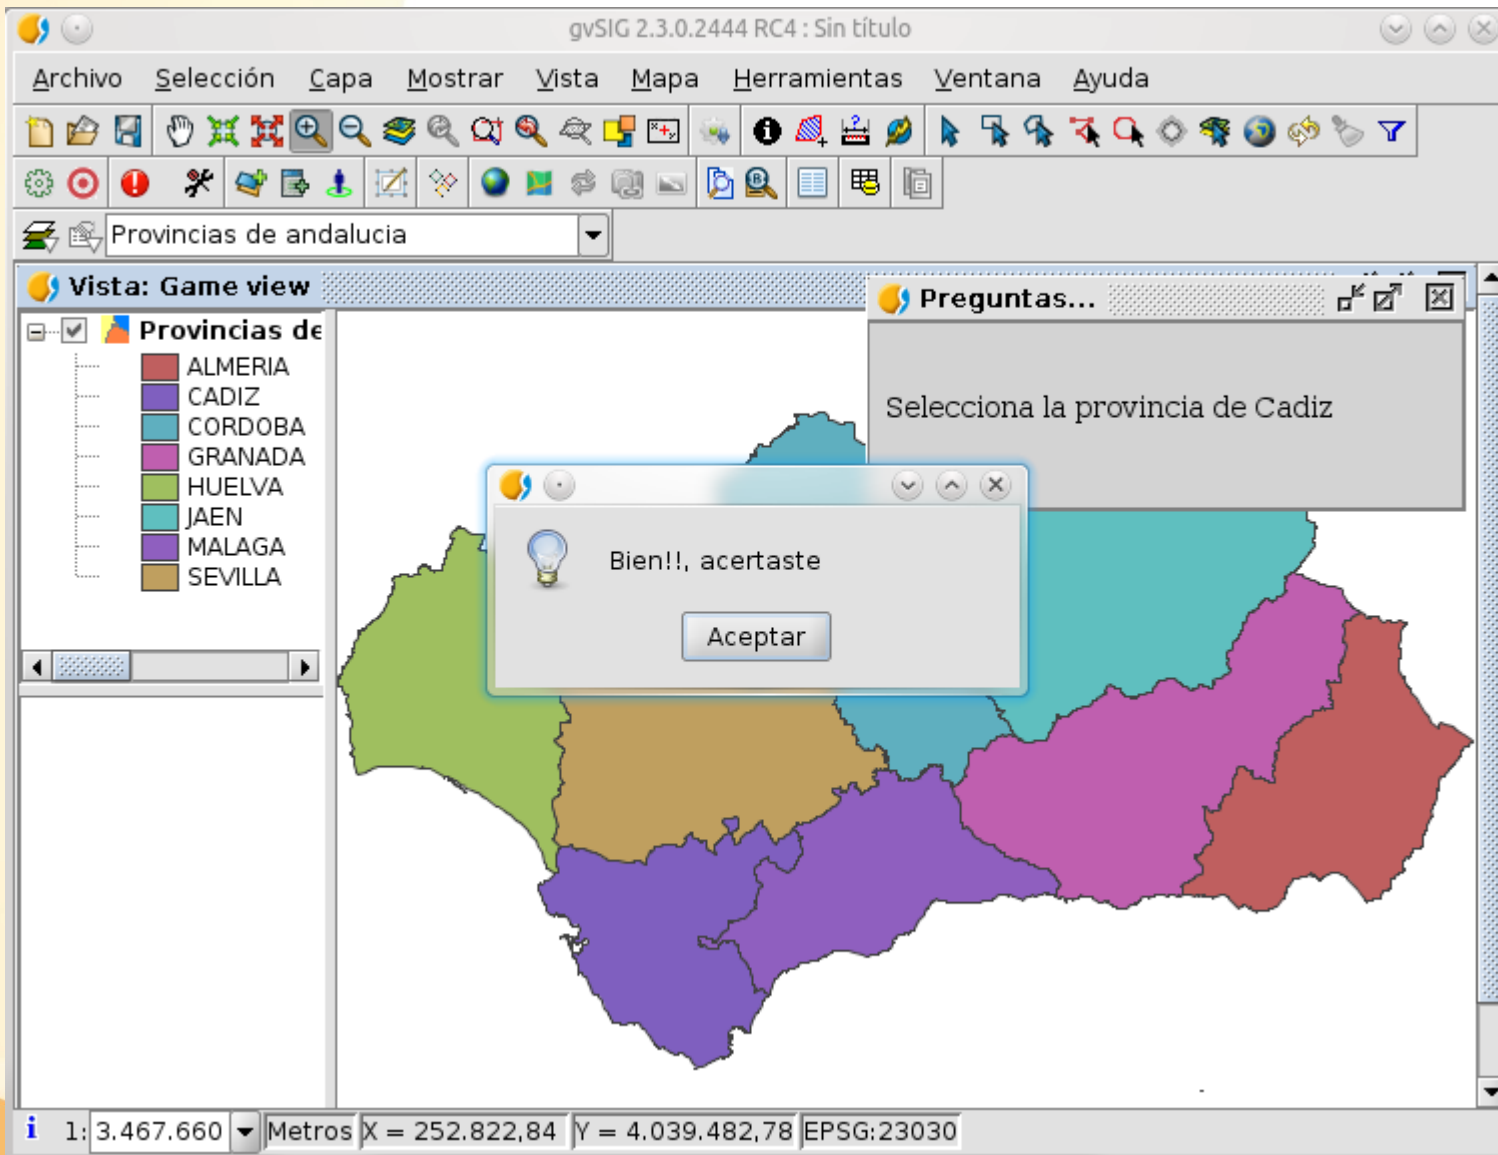 gvSIG 2.3.0.2444 RC4 : Sin título
Archivo Selección Capa Mostrar Vista Mapa Herramientas Ventana Ayuda
Provincias de andalucia
Vista: Game view
Preguntas...
Provincias de
ALMERIA
CADIZ
CORDOBA
GRANADA
HUELVA
JAEN
MALAGA
SEVILLA
Selecciona la provincia de Cadiz
Bien!!, acertaste
Aceptar
1: 3.467.660 Metros X = 252.822,84 Y = 4.039.482,78 EPSG:23030